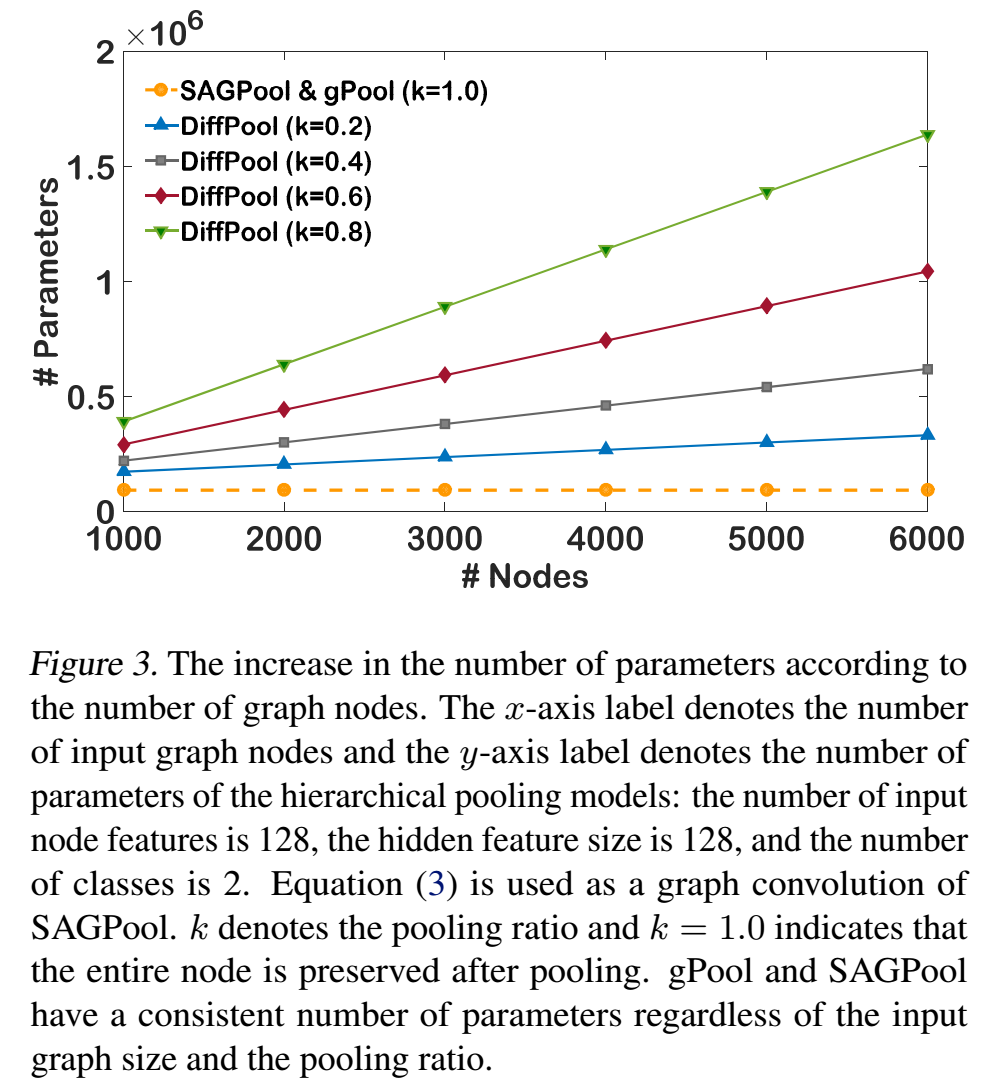 ×10⁶
2
1.5
1
0.5
0
# Parameters
SAGPool & gPool (k=1.0)
DiffPool (k=0.2)
DiffPool (k=0.4)
DiffPool (k=0.6)
DiffPool (k=0.8)
1000 2000 3000 4000 5000 6000
# Nodes
Figure 3. The increase in the number of parameters according to
the number of graph nodes. The x-axis label denotes the number
of input graph nodes and the y-axis label denotes the number of
parameters of the hierarchical pooling models: the number of input
node features is 128, the hidden feature size is 128, and the number
of classes is 2. Equation (3) is used as a graph convolution of
SAGPool. k denotes the pooling ratio and k = 1.0 indicates that
the entire node is preserved after pooling. gPool and SAGPool
have a consistent number of parameters regardless of the input
graph size and the pooling ratio.